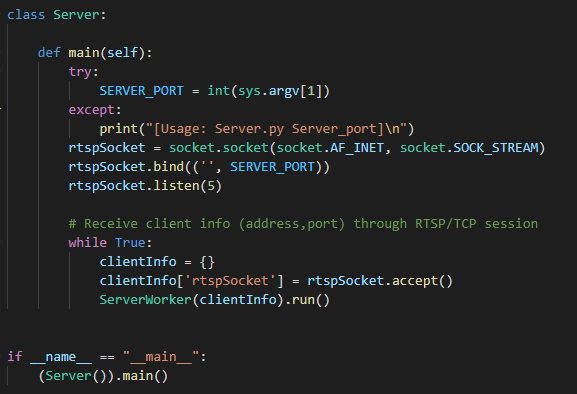 class Server:
    def main(self):
        try:
            SERVER_PORT = int(sys.argv[1])
        except:
            print("[Usage: Server.py Server_port]\n")
        rtspSocket = socket.socket(socket.AF_INET, socket.SOCK_STREAM)
        rtspSocket.bind(('', SERVER_PORT))
        rtspSocket.listen(5)
        # Receive client info (address,port) through RTSP/TCP session
        while True:
            clientInfo = {}
            clientInfo['rtspSocket'] = rtspSocket.accept()
            ServerWorker(clientInfo).run()
if __name__ == "__main__":
    (Server()).main()